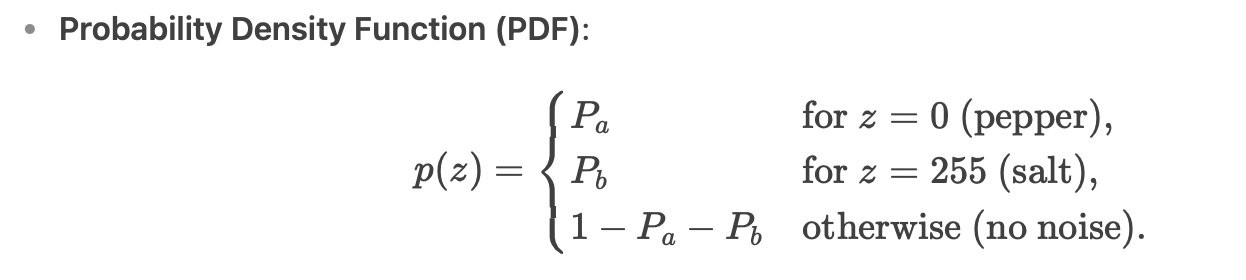 • Probability Density Function (PDF):
P_a for z = 0 (pepper),
p(z) = { P_b for z = 255 (salt),
1 − P_a − P_b otherwise (no noise).